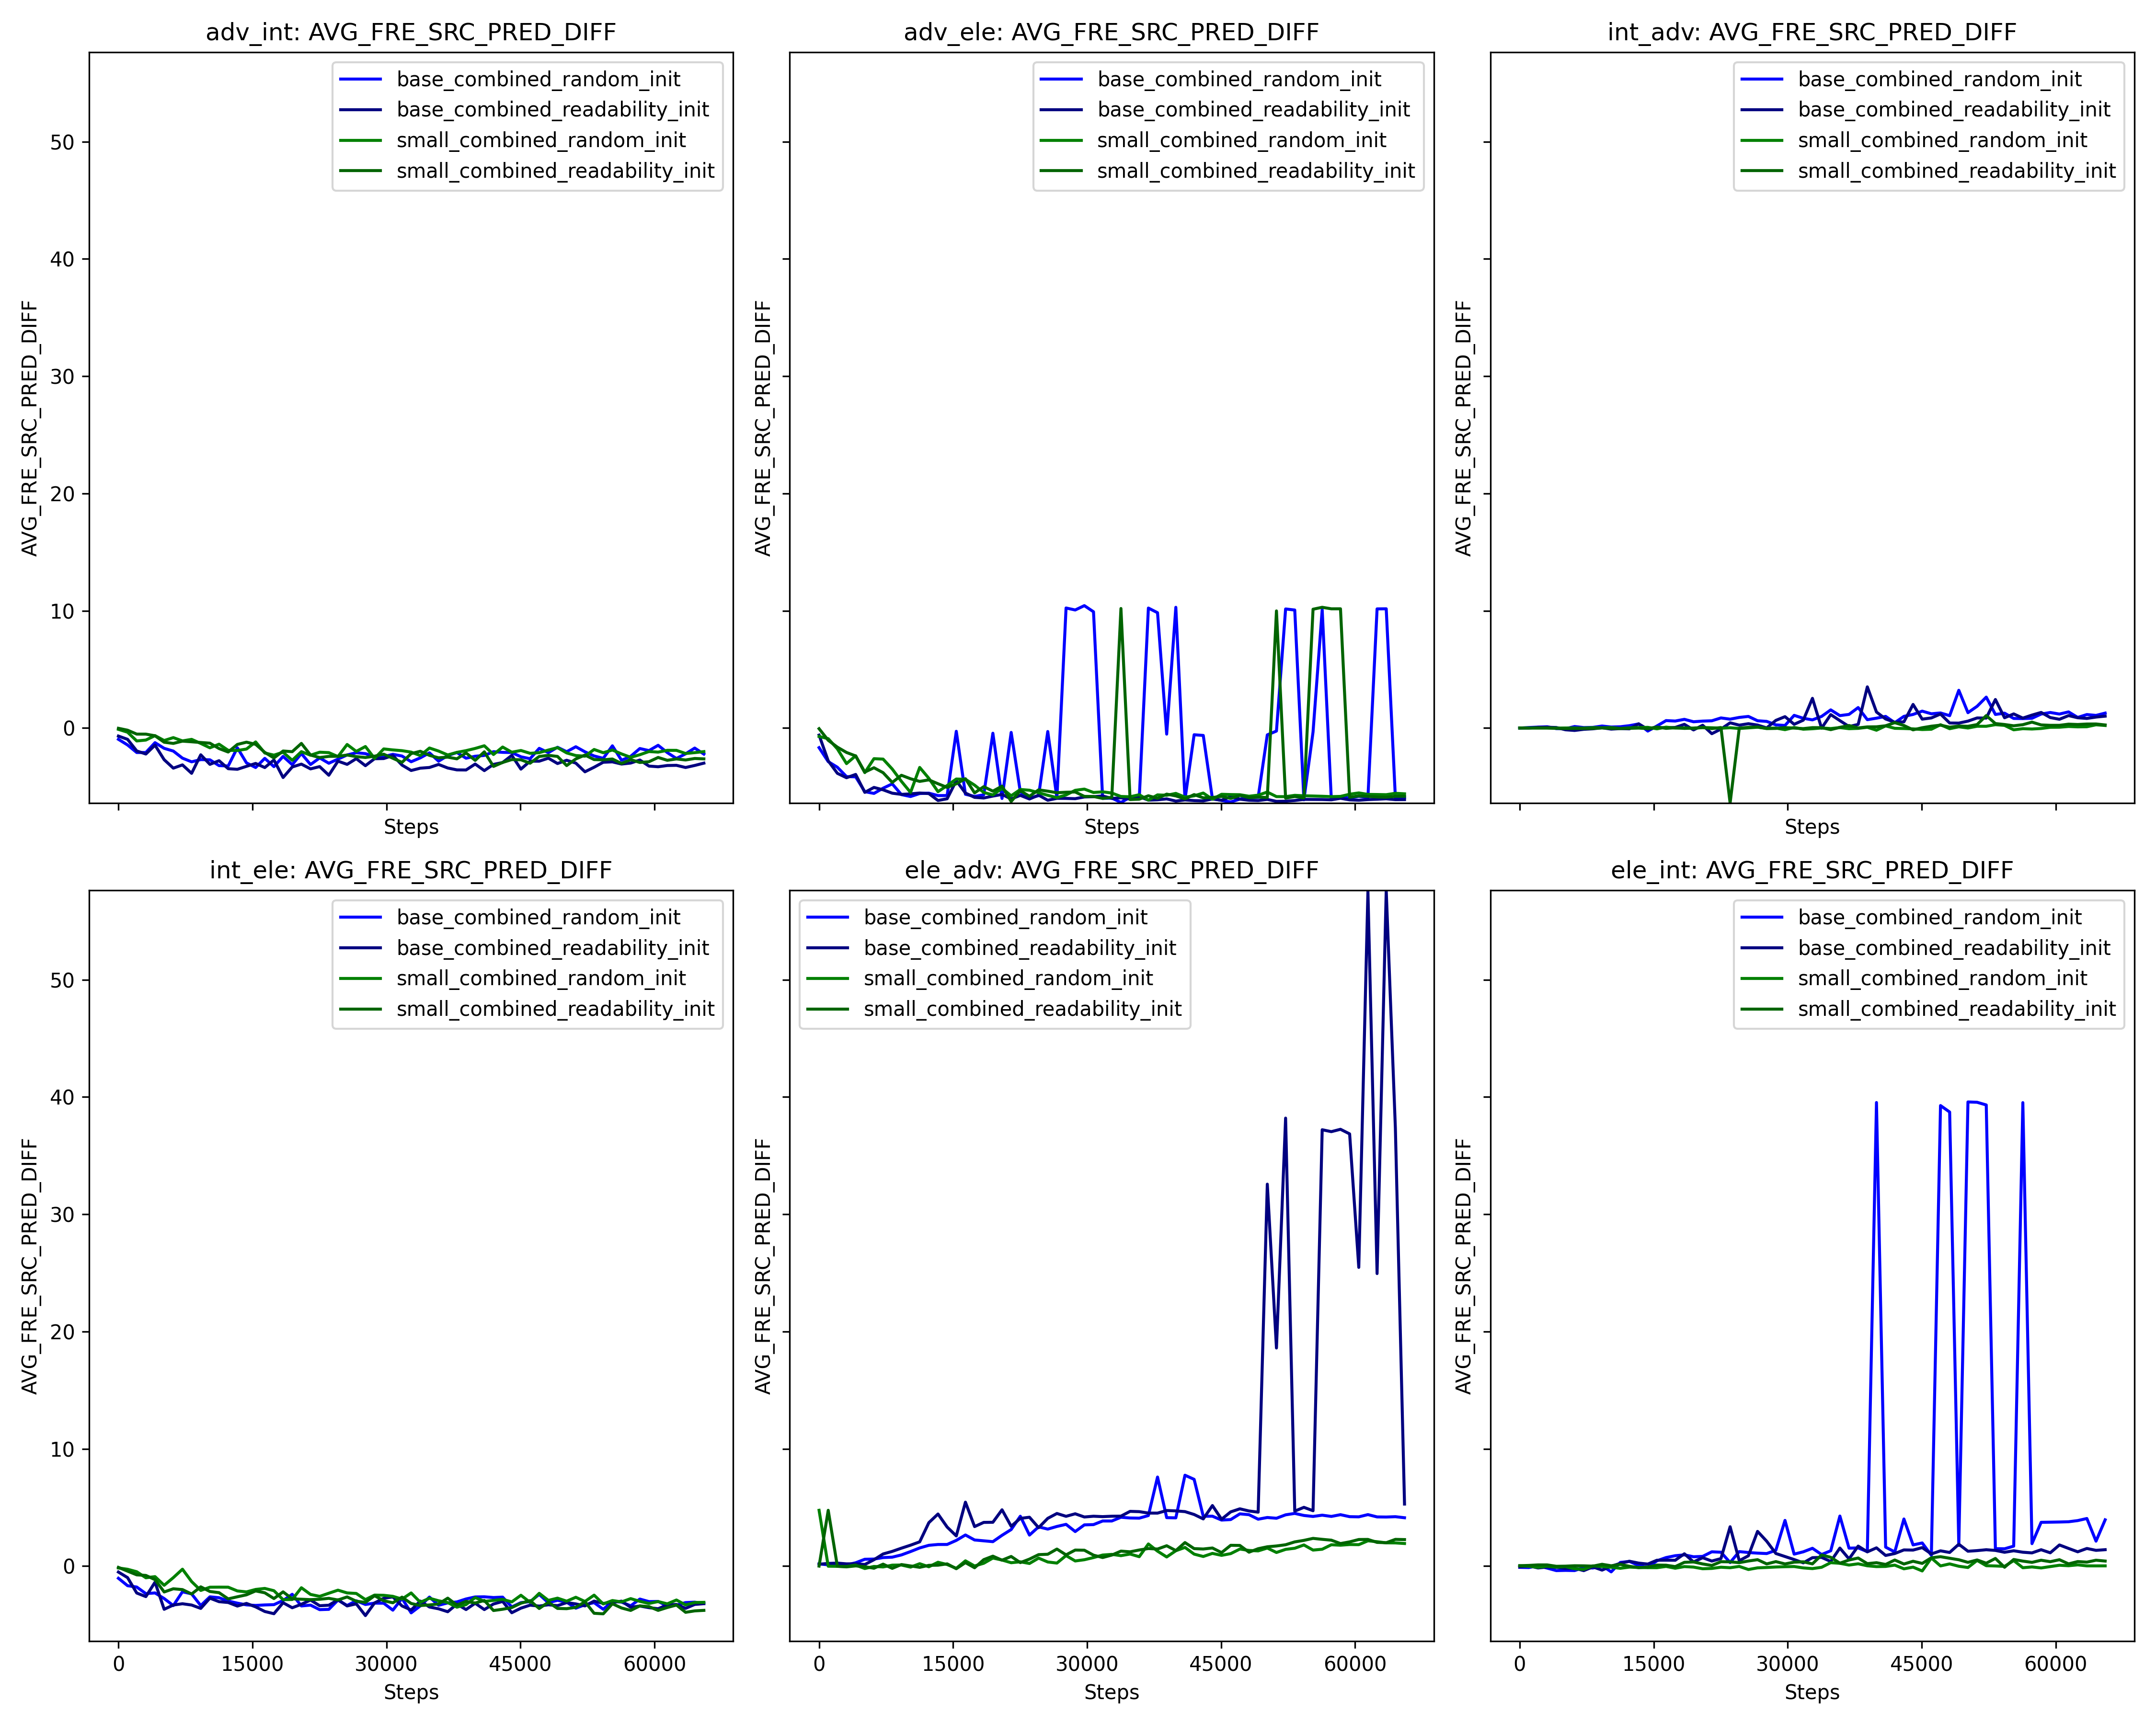 adv_int: AVG_FRE_SRC_PRED_DIFF
base_combined_random_init
base_combined_readability_init
small_combined_random_init
small_combined_readability_init
50
40
30
20
10
0
AVG_FRE_SRC_PRED_DIFF
Steps
adv_ele: AVG_FRE_SRC_PRED_DIFF
base_combined_random_init
base_combined_readability_init
small_combined_random_init
small_combined_readability_init
AVG_FRE_SRC_PRED_DIFF
Steps
int_adv: AVG_FRE_SRC_PRED_DIFF
base_combined_random_init
base_combined_readability_init
small_combined_random_init
small_combined_readability_init
AVG_FRE_SRC_PRED_DIFF
Steps
int_ele: AVG_FRE_SRC_PRED_DIFF
base_combined_random_init
base_combined_readability_init
small_combined_random_init
small_combined_readability_init
50
40
30
20
10
0
AVG_FRE_SRC_PRED_DIFF
0 15000 30000 45000 60000
Steps
ele_adv: AVG_FRE_SRC_PRED_DIFF
base_combined_random_init
base_combined_readability_init
small_combined_random_init
small_combined_readability_init
AVG_FRE_SRC_PRED_DIFF
0 15000 30000 45000 60000
Steps
ele_int: AVG_FRE_SRC_PRED_DIFF
base_combined_random_init
base_combined_readability_init
small_combined_random_init
small_combined_readability_init
AVG_FRE_SRC_PRED_DIFF
0 15000 30000 45000 60000
Steps